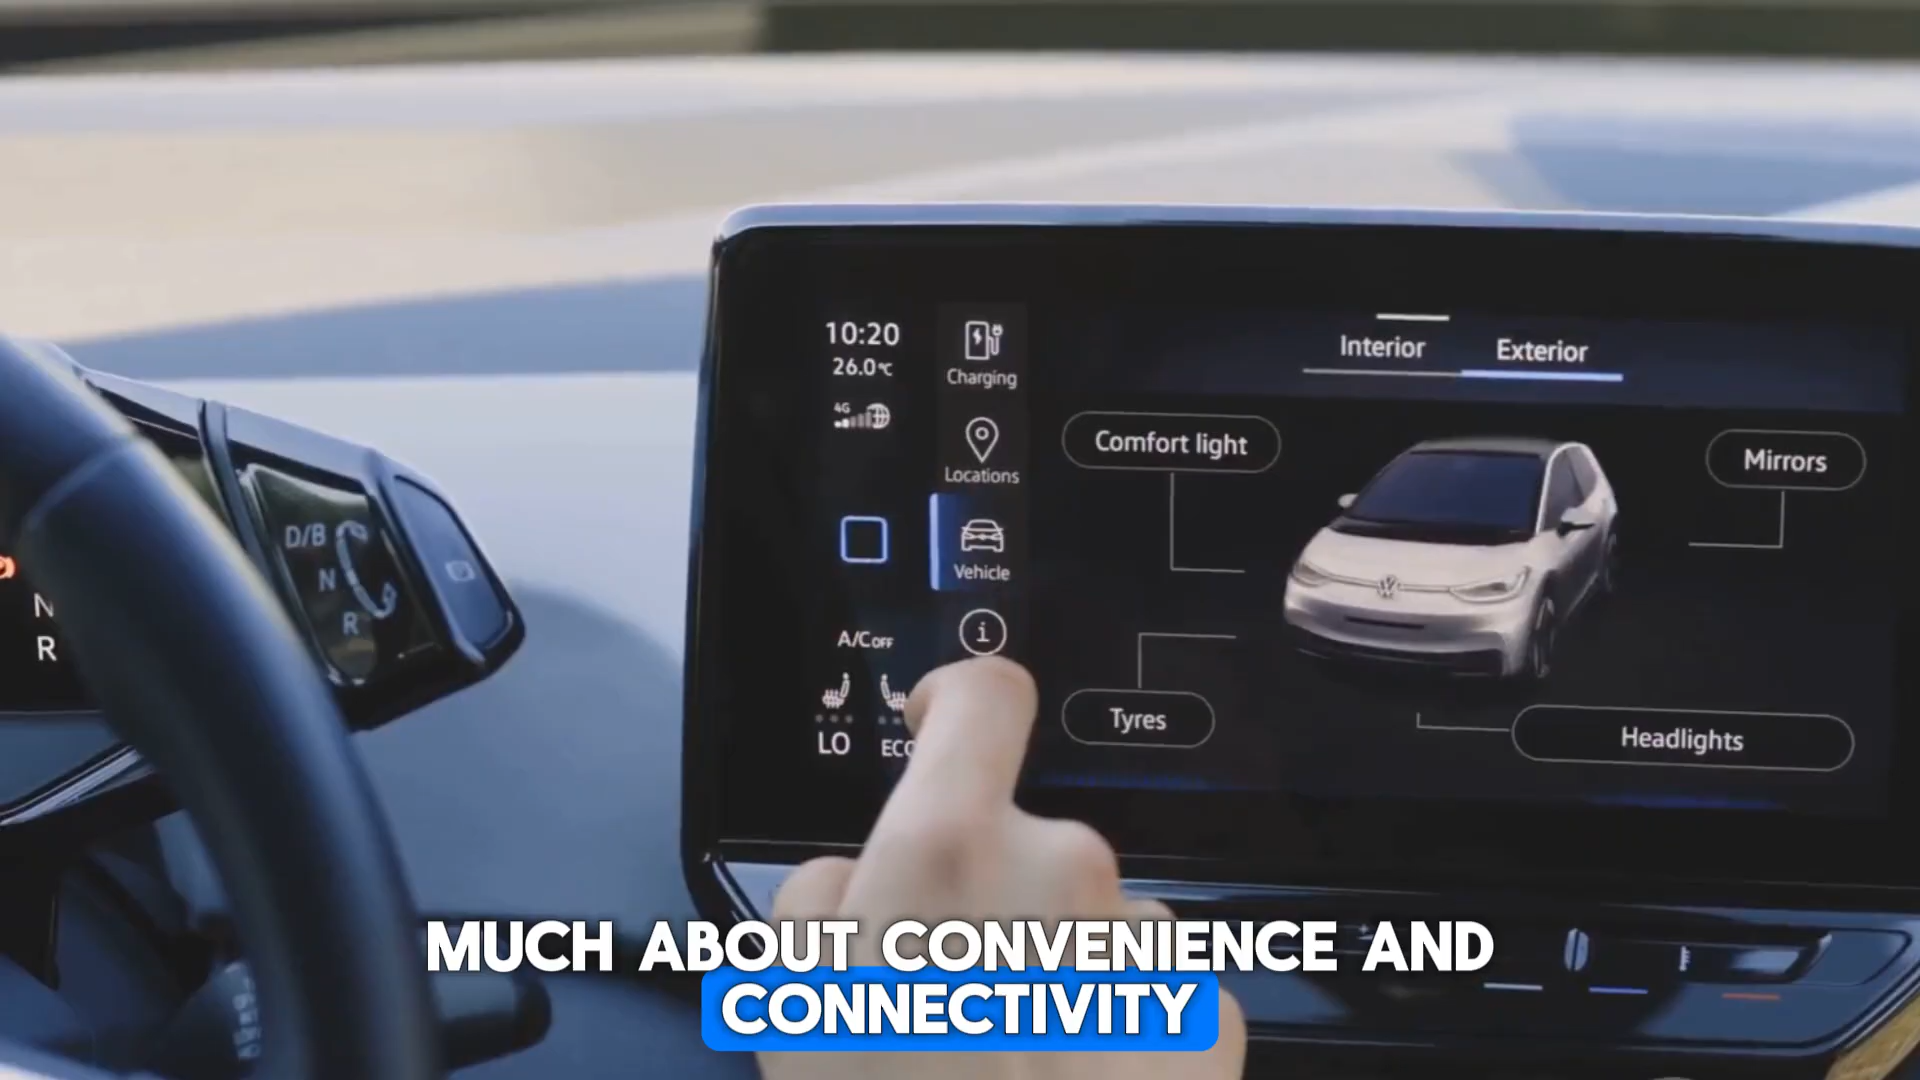 10:20
26.0°C
4G
Charging
Locations
Vehicle
i
A/C OFF
LO
Interior
Exterior
Comfort light
Mirrors
Tyres
Headlights
D/B
N
R
N
R
MUCH ABOUT CONVENIENCE AND
CONNECTIVITY